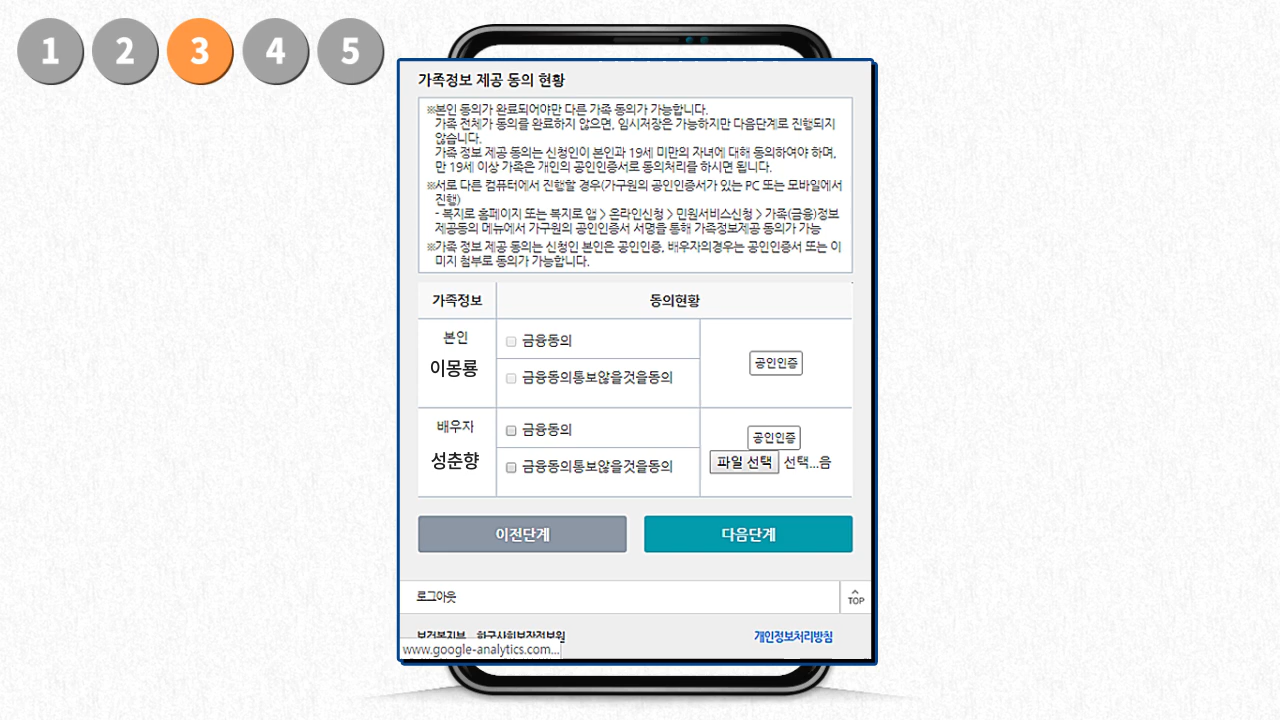 1 2 3 4 5
가족정보 제공 동의 현황
※본인 동의가 완료되어야만 다른 가족 동의가 가능합니다.
가족 전체가 동의를 완료하지 않으면, 임시저장은 가능하지만 다음단계로 진행되지
않습니다.
가족 정보 제공 동의는 신청인이 본인과 19세 미만의 자녀에 대해 동의하여야 하며,
만 19세 이상 가족은 개인의 공인인증서로 동의처리를 하시면 됩니다.
※서로 다른 컴퓨터에서 진행할 경우(가구원의 공인인증서가 있는 PC 또는 모바일에서
진행)
- 복지로 홈페이지 또는 복지로 앱 > 온라인신청 > 민원서비스신청 > 가족(금융)정보
제공동의 메뉴에서 가구원의 공인인증서 서명을 통해 가족정보제공 동의가 가능
※가족 정보 제공 동의는 신청인 본인은 공인인증, 배우자의경우는 공인인증서 또는 이
미지 첨부로 동의가 가능합니다.
가족정보 동의현황
본인
이몽룡
금융동의
금융동의통보않을것을동의
공인인증
배우자
성춘향
금융동의
금융동의통보않을것을동의
공인인증
파일 선택 선택...음
이전단계 다음단계
로그아웃 TOP
보건복지부 한국사회보장정보원 개인정보처리방침
www.google-analytics.com...